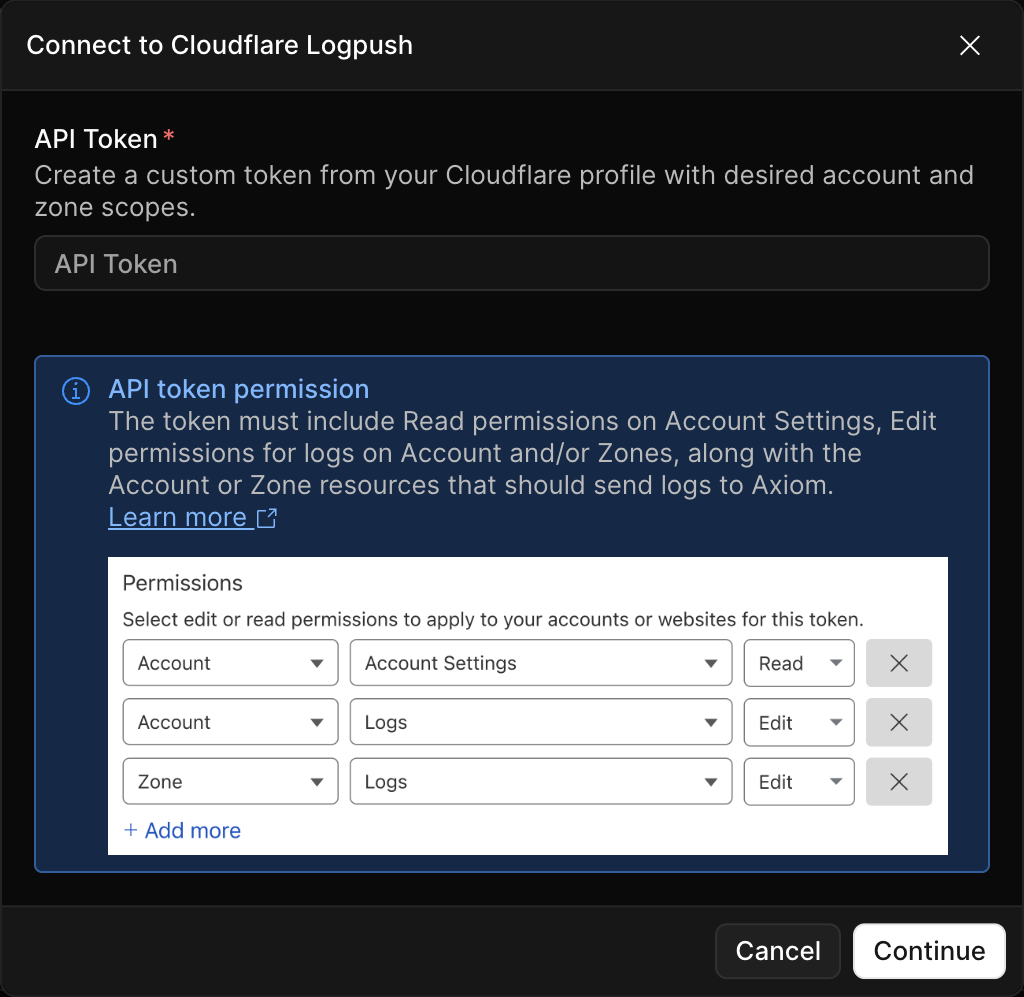 Connect to Cloudflare Logpush
API Token*
Create a custom token from your Cloudflare profile with desired account and
zone scopes.
API Token
API token permission
The token must include Read permissions on Account Settings, Edit
permissions for logs on Account and/or Zones, along with the
Account or Zone resources that should send logs to Axiom.
Learn more
Permissions
Select edit or read permissions to apply to your accounts or websites for this token.
Account Account Settings Read
Account Logs Edit
Zone Logs Edit
+ Add more
Cancel Continue